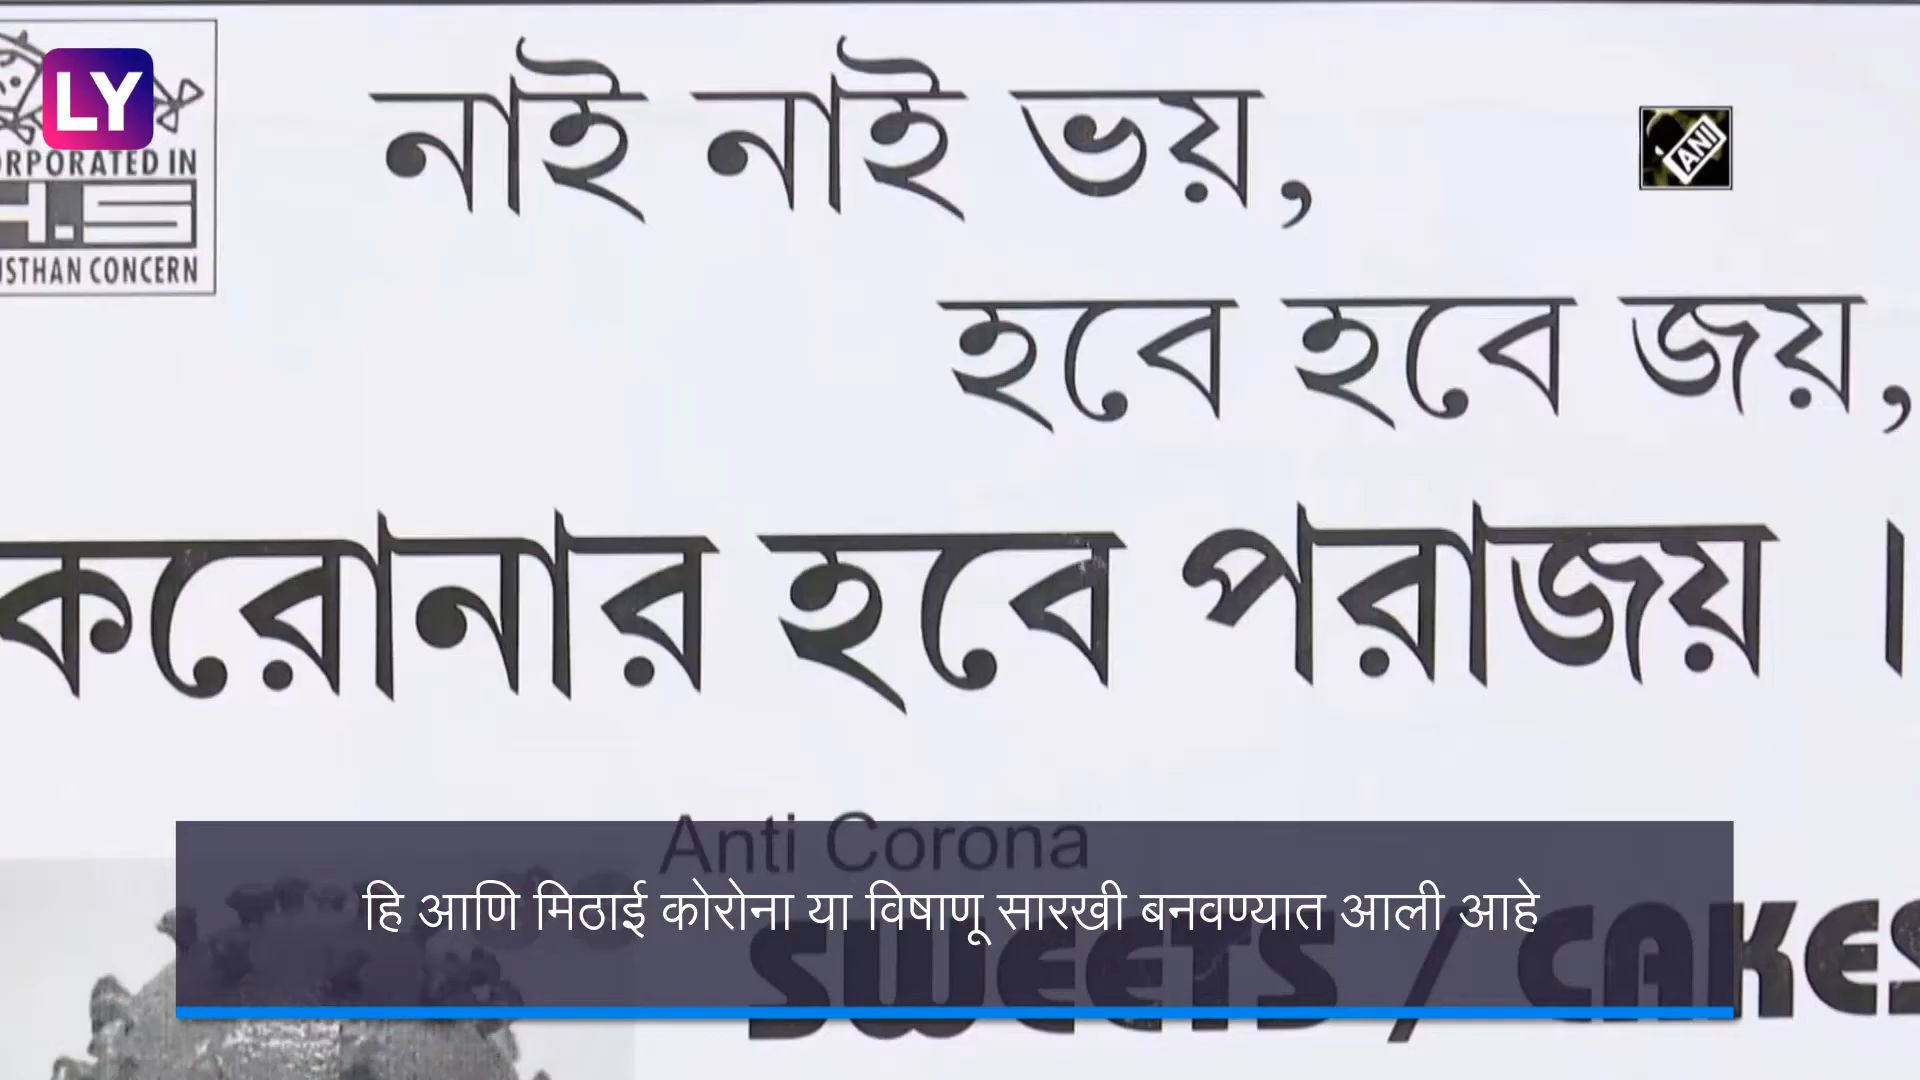 LY
RPORATED IN
H.S
STHAN CONCERN
ANI
নাই নাই ভয়,
হবে হবে জয়,
করোনার হবে পরাজয় ।
Anti Corona
SWEETS / CAKES
हि आणि मिठाई कोरोना या विषाणू सारखी बनवण्यात आली आहे